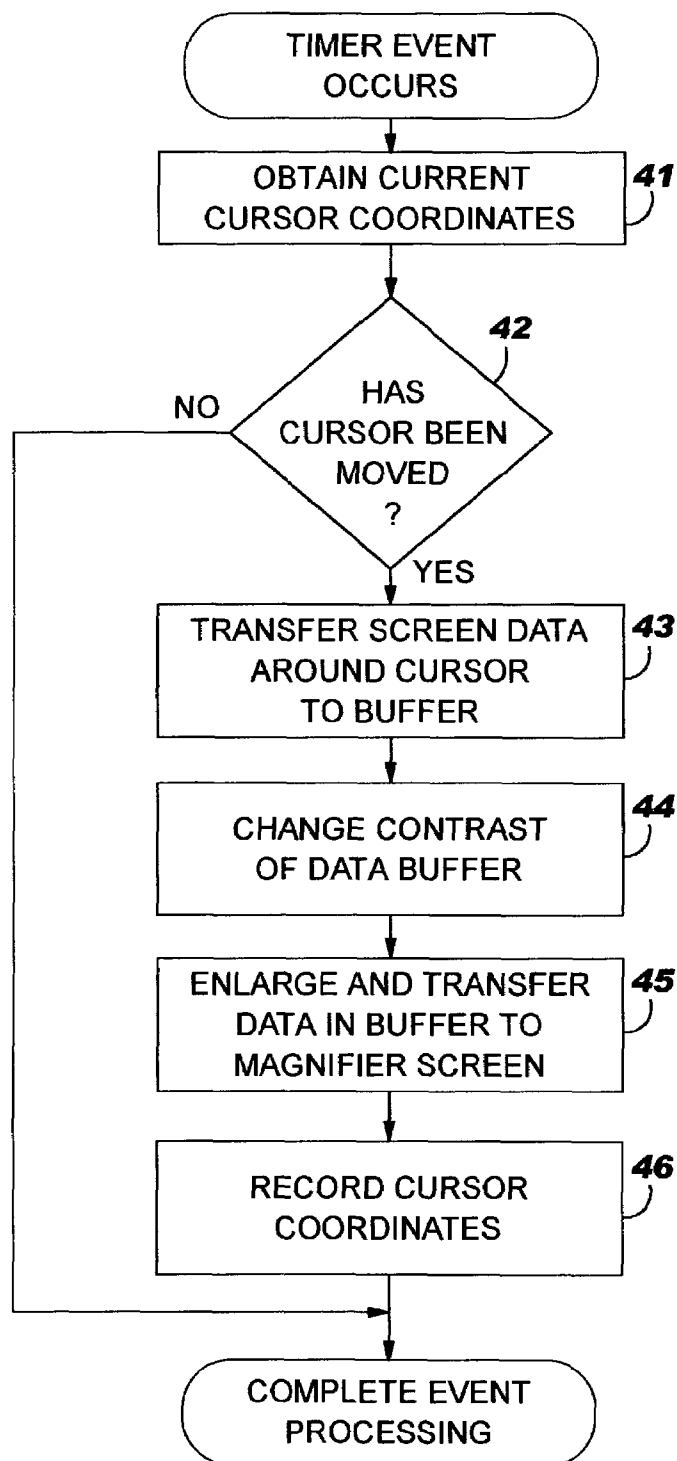 TIMER EVENT
OCCURS
OBTAIN CURRENT
CURSOR COORDINATES
41
42
HAS
CURSOR BEEN
MOVED
?
NO
YES
TRANSFER SCREEN DATA
AROUND CURSOR
TO BUFFER
43
CHANGE CONTRAST
OF DATA BUFFER
44
ENLARGE AND TRANSFER
DATA IN BUFFER TO
MAGNIFIER SCREEN
45
RECORD CURSOR
COORDINATES
46
COMPLETE EVENT
PROCESSING